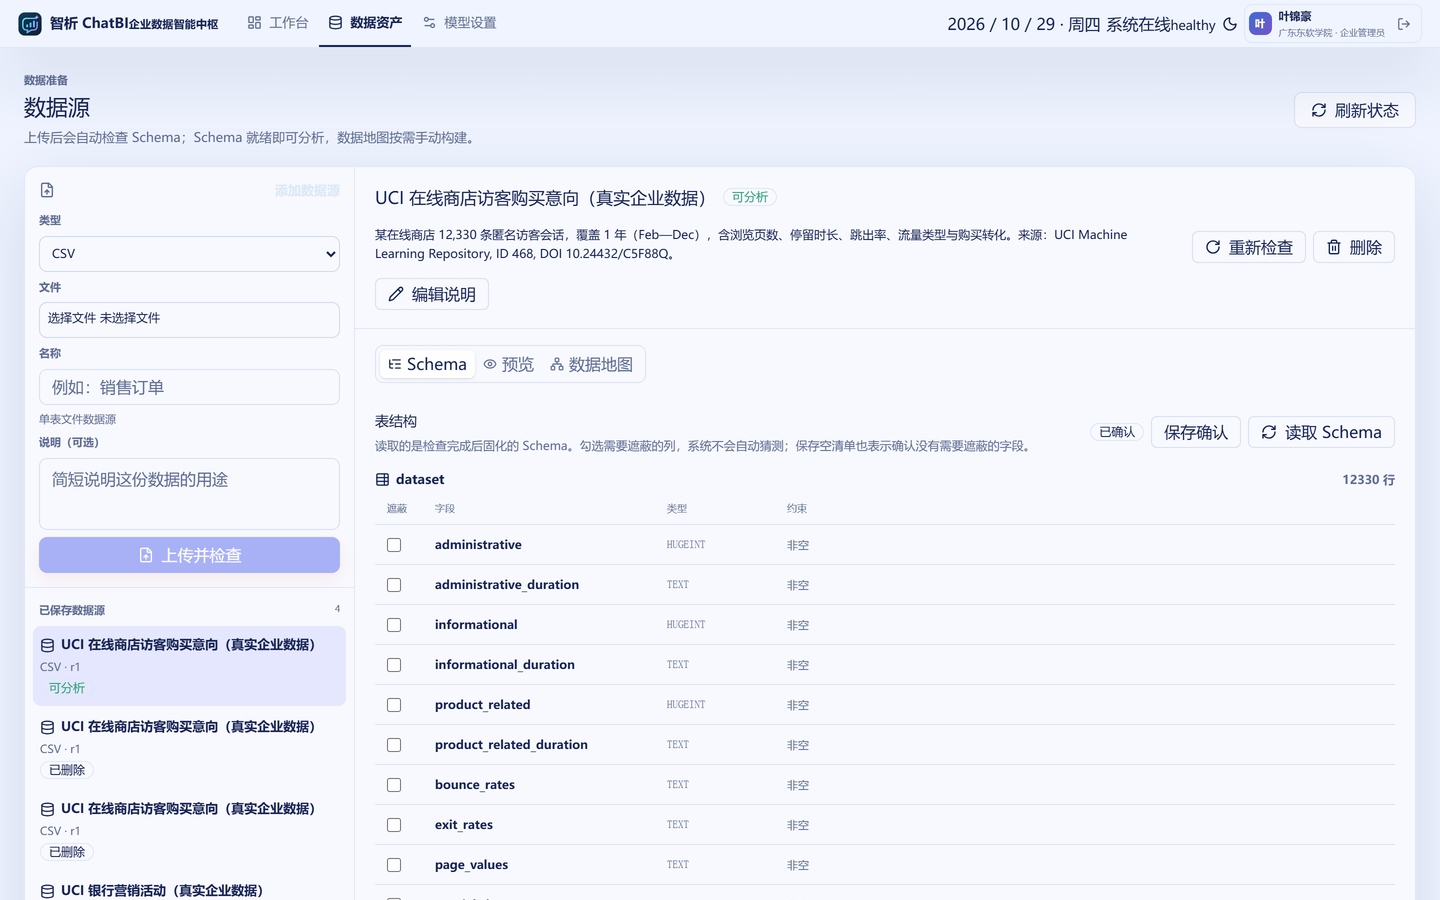 智析 ChatBI企业数据智能中枢
工作台
数据资产
模型设置
2026 / 10 / 29 · 周四 系统在线healthy
叶
叶锦豪
广东东软学院 · 企业管理员
数据准备
数据源
上传后会自动检查 Schema；Schema 就绪即可分析，数据地图按需手动构建。
刷新状态
添加数据源
类型
CSV
文件
选择文件 未选择文件
名称
例如：销售订单
单表文件数据源
说明（可选）
简短说明这份数据的用途
上传并检查
已保存数据源 4
UCI 在线商店访客购买意向（真实企业数据）
CSV · r1
可分析
UCI 在线商店访客购买意向（真实企业数据）
CSV · r1
已删除
UCI 在线商店访客购买意向（真实企业数据）
CSV · r1
已删除
UCI 银行营销活动（真实企业数据）
UCI 在线商店访客购买意向（真实企业数据） 可分析
某在线商店 12,330 条匿名访客会话，覆盖 1 年（Feb—Dec），含浏览页数、停留时长、跳出率、流量类型与购买转化。来源：UCI Machine
Learning Repository, ID 468, DOI 10.24432/C5F88Q。
编辑说明
重新检查
删除
Schema
预览
数据地图
表结构
读取的是检查完成后固化的 Schema。勾选需要遮蔽的列，系统不会自动猜测；保存空清单也表示确认没有需要遮蔽的字段。
已确认
保存确认
读取 Schema
dataset 12330 行
遮蔽 字段 类型 约束
administrative HUGEINT 非空
administrative_duration TEXT 非空
informational HUGEINT 非空
informational_duration TEXT 非空
product_related HUGEINT 非空
product_related_duration TEXT 非空
bounce_rates TEXT 非空
exit_rates TEXT 非空
page_values TEXT 非空